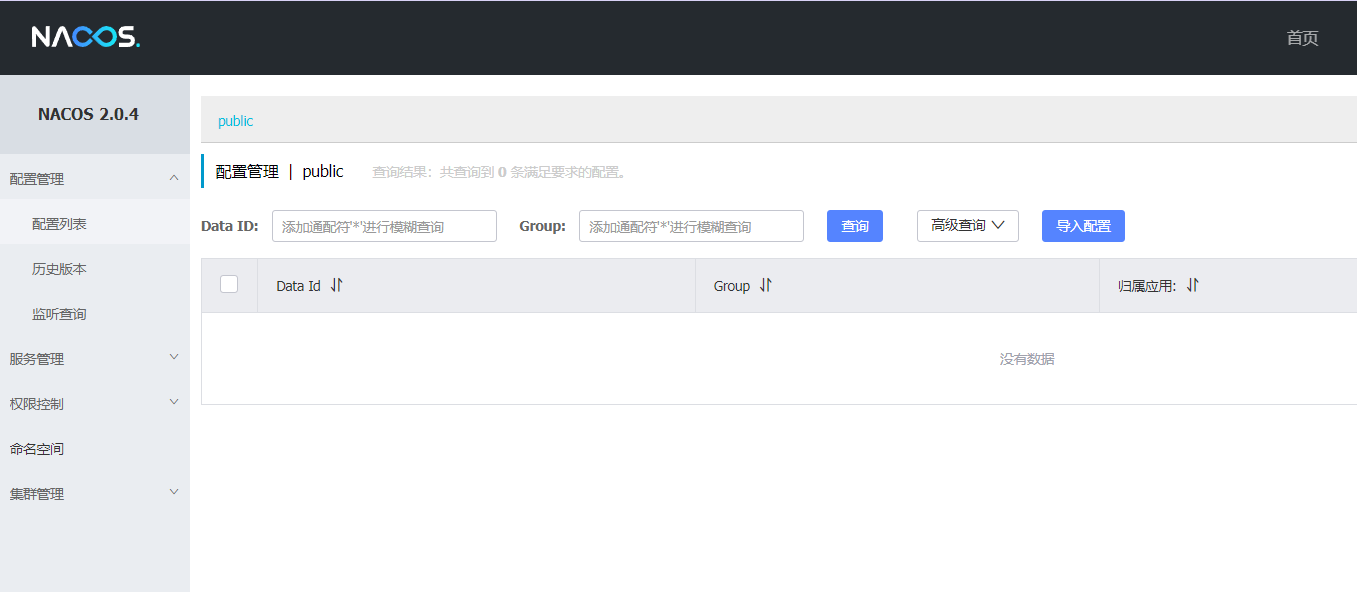 NACOS.
首页
NACOS 2.0.4
public
配置管理
配置列表
历史版本
监听查询
服务管理
权限控制
命名空间
集群管理
配置管理 | public 查询结果：共查询到 0 条满足要求的配置。
Data ID: 添加通配符'*'进行模糊查询 Group: 添加通配符'*'进行模糊查询 查询 高级查询 导入配置
Data Id Group 归属应用:
没有数据